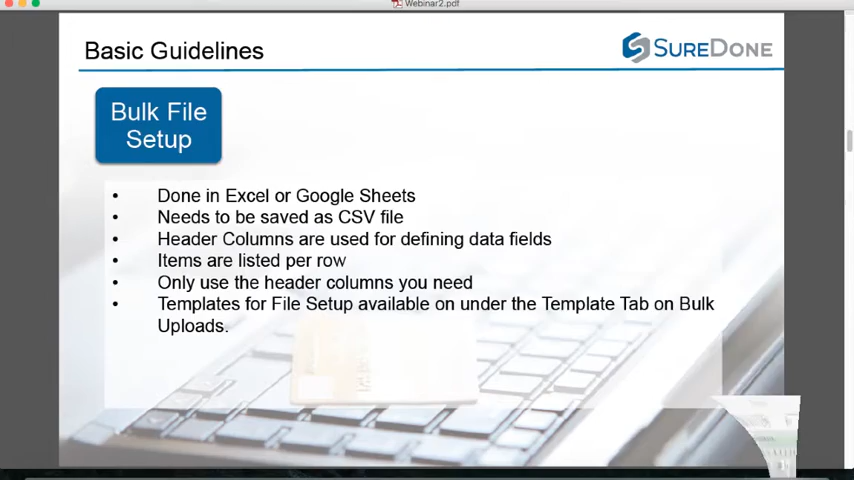 Webinar2.pdf
Basic Guidelines
SUREDONE
Bulk File
Setup
• Done in Excel or Google Sheets
• Needs to be saved as CSV file
• Header Columns are used for defining data fields
• Items are listed per row
• Only use the header columns you need
• Templates for File Setup available on under the Template Tab on Bulk
Uploads.